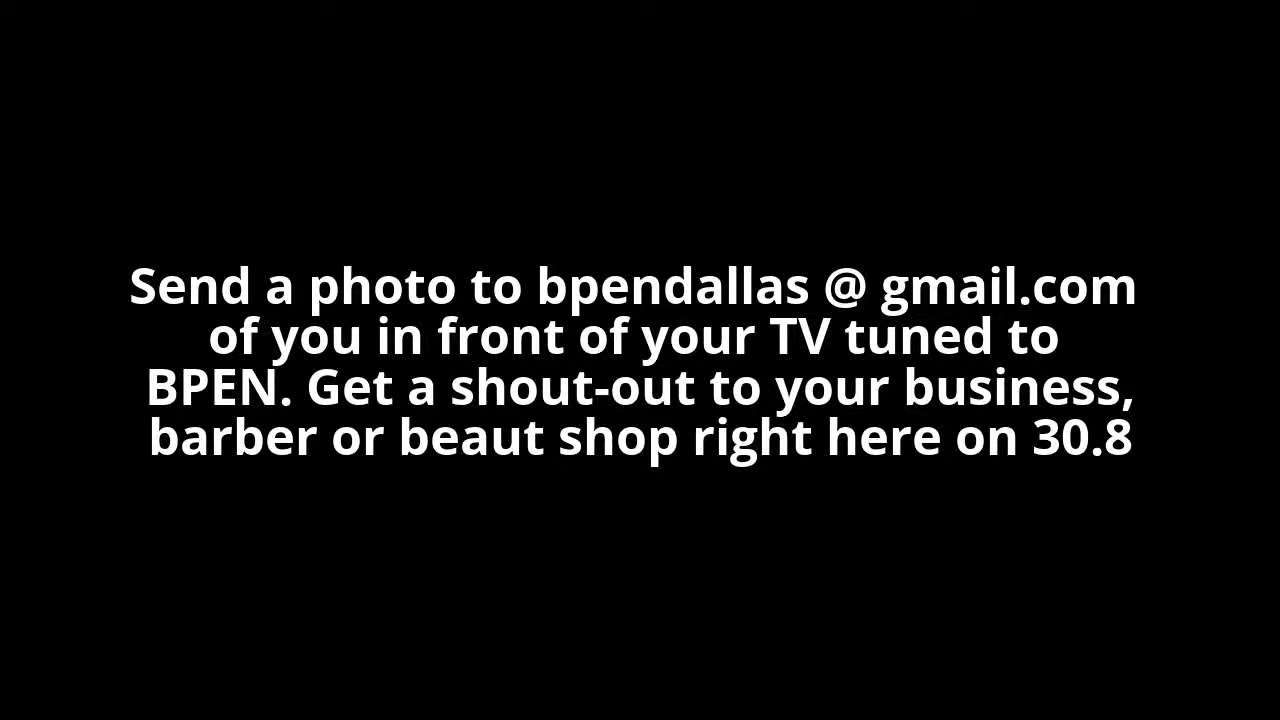 Send a photo to bpendallas @ gmail.com
of you in front of your TV tuned to
BPEN. Get a shout-out to your business,
barber or beaut shop right here on 30.8